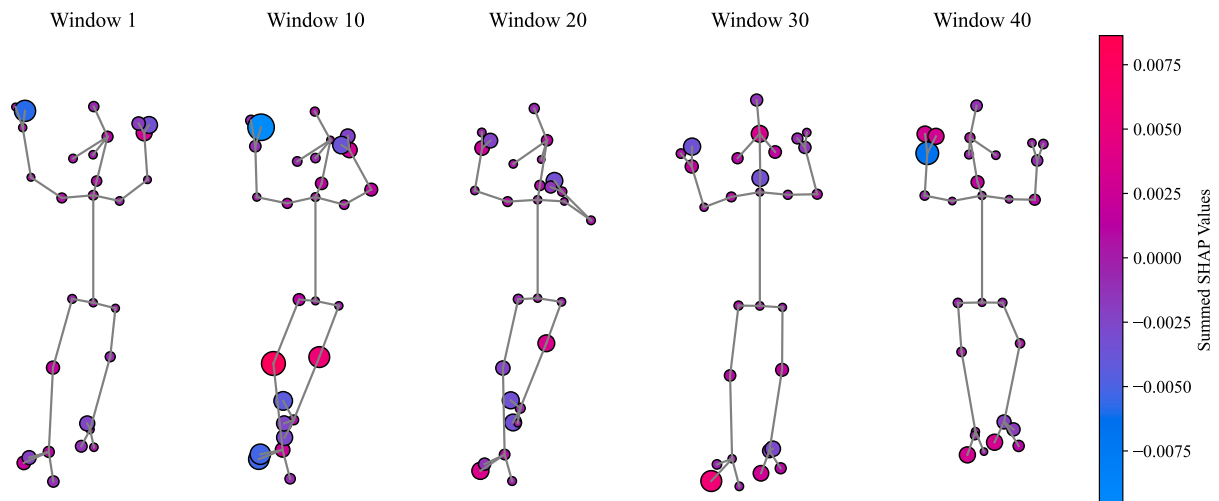 Window 1
Window 10
Window 20
Window 30
Window 40
0.0075
0.0050
0.0025
0.0000
−0.0025
−0.0050
−0.0075
Summed SHAP Values